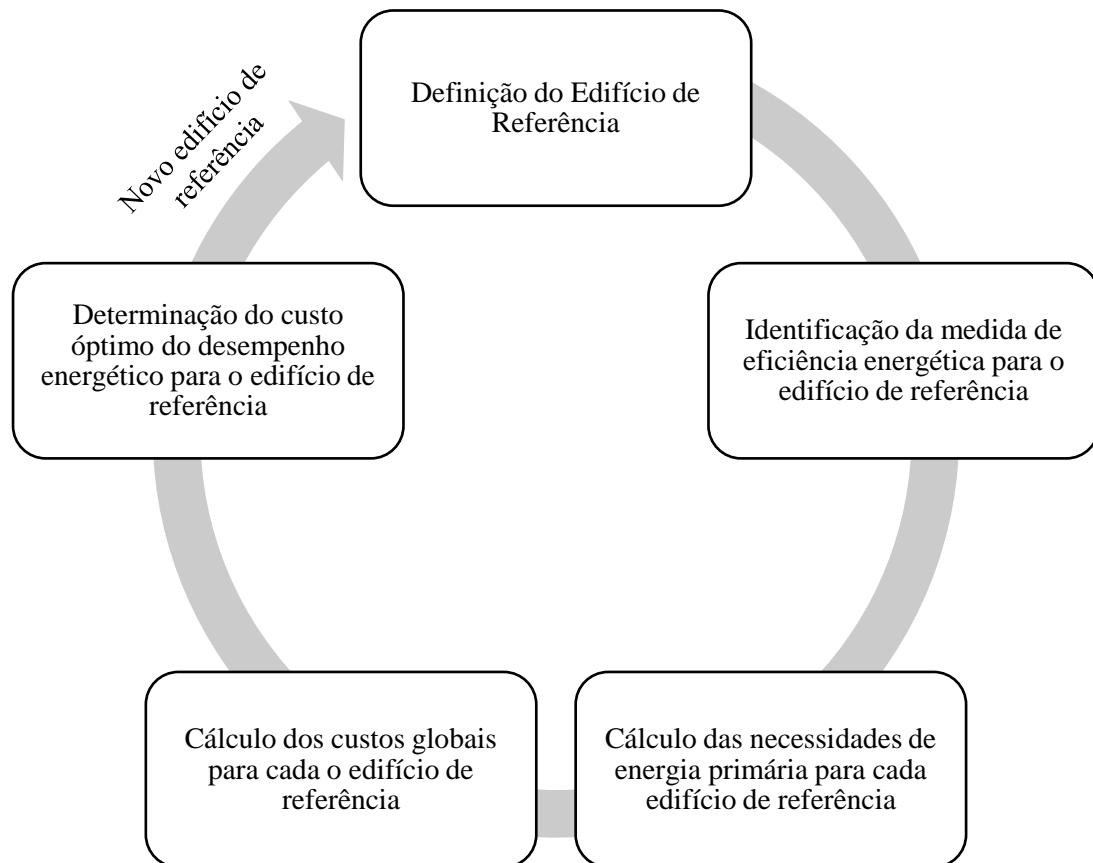 Definição do Edifício de
Referência
Identificação da medida de
eficiência energética para o
edifício de referência
Cálculo das necessidades de
energia primária para cada
edifício de referência
Cálculo dos custos globais
para cada o edifício de
referência
Determinação do custo
óptimo do desempenho
energético para o edifício de
referência
Novo edifício de
referência